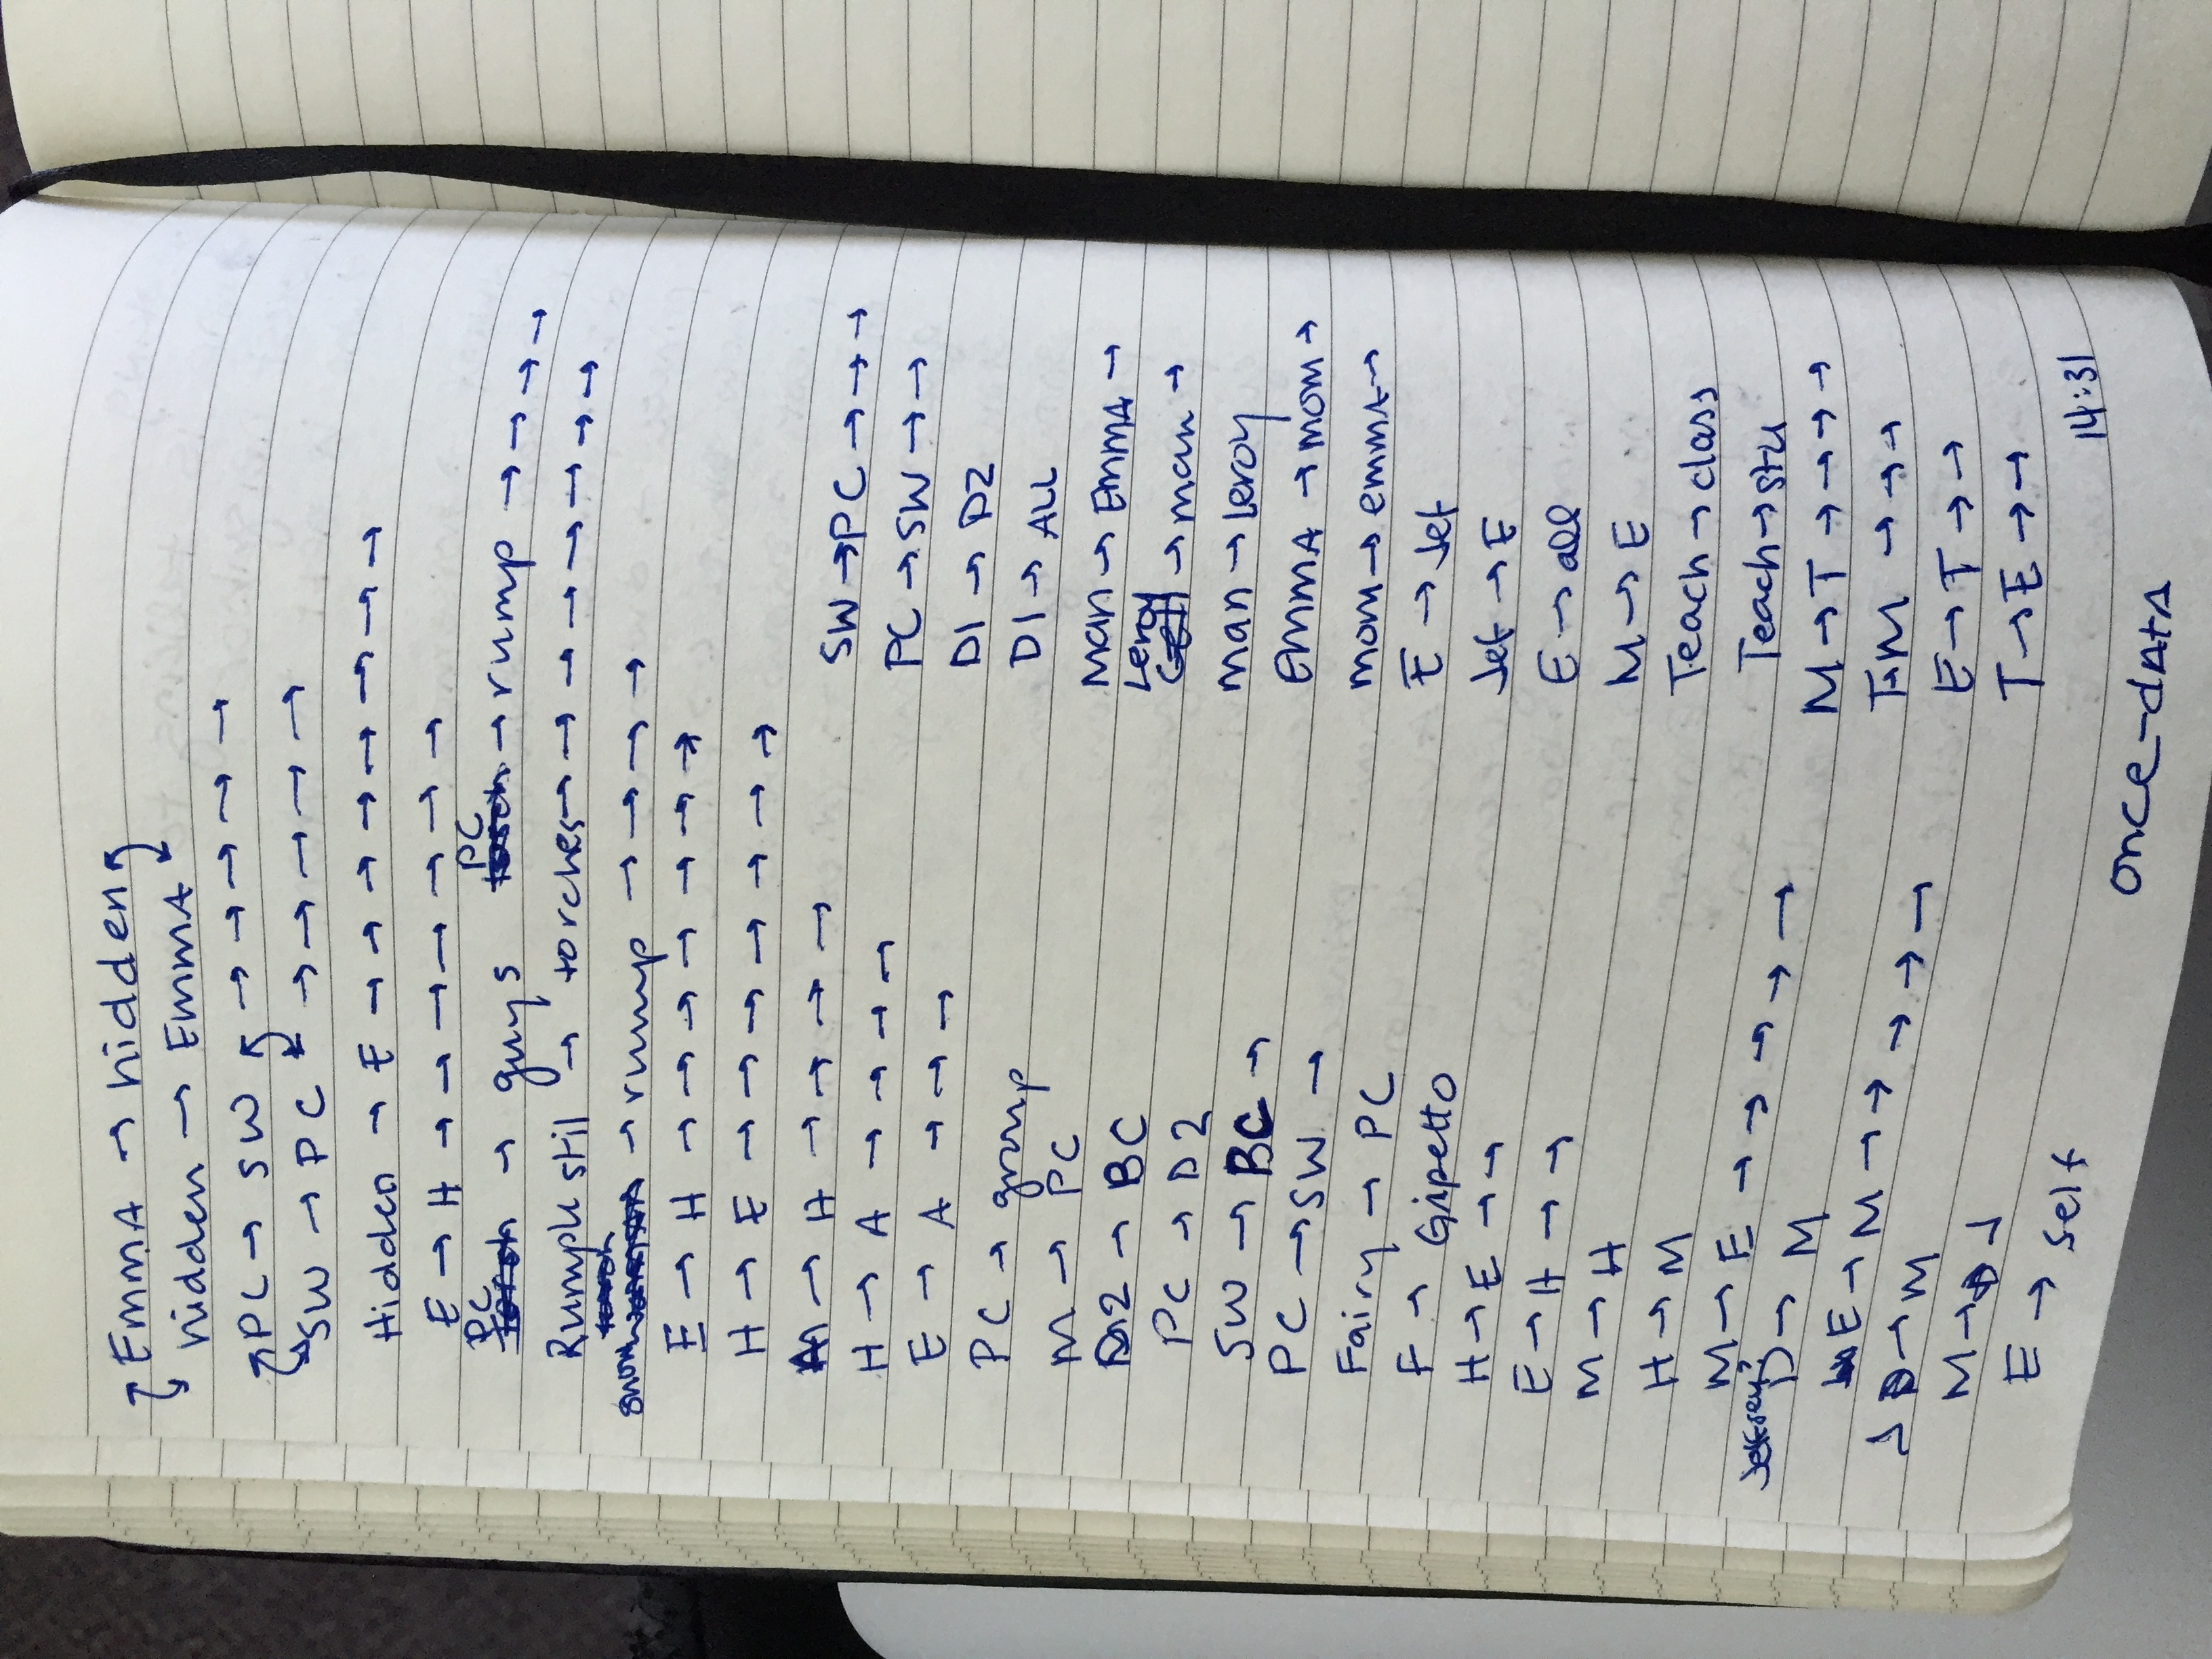 EMMA → hidden
hidden → EMMA
PC → SW → → → → →
SW → PC → → → → →
Hidden → E → → → → → → → →
E → H → → → → → → →
PC → guys PC → rump → → → →
Rumple stil → torches → → → → → → → →
snow → rump → → → →
E → H → → → → → → →
H → E → → → → → → →
A → H → → → →
H → A → → → →
E → A → → →
PC → group
M → PC
D2 → BC
PC → D2
SW → BC →
PC → SW →
Fairy → PC
F → Gipetto
H → E → →
E → H → →
M → H
H → M
M → E → → → → →
Jeffrey?
D → M
E → M → → → → →
J → M
M → J
E → self
SW → PC → → →
PC → SW → →
D1 → D2
D1 → ALL
Man → EMMA →
Leroy → man →
man → Leroy
EMMA → mom →
mom → emmA →
E → Jef
Jef → E
E → all
M → E
Teach → class
Teach → stu
M → T → → → →
T → M → → →
E → T → →
T → E → →
14:31
once-dAtA